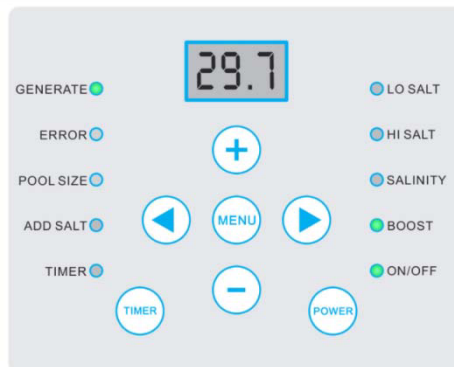 29.7
GENERATE
LO SALT
ERROR
HI SALT
POOL SIZE
SALINITY
ADD SALT
MENU
BOOST
TIMER
ON/OFF
TIMER
POWER